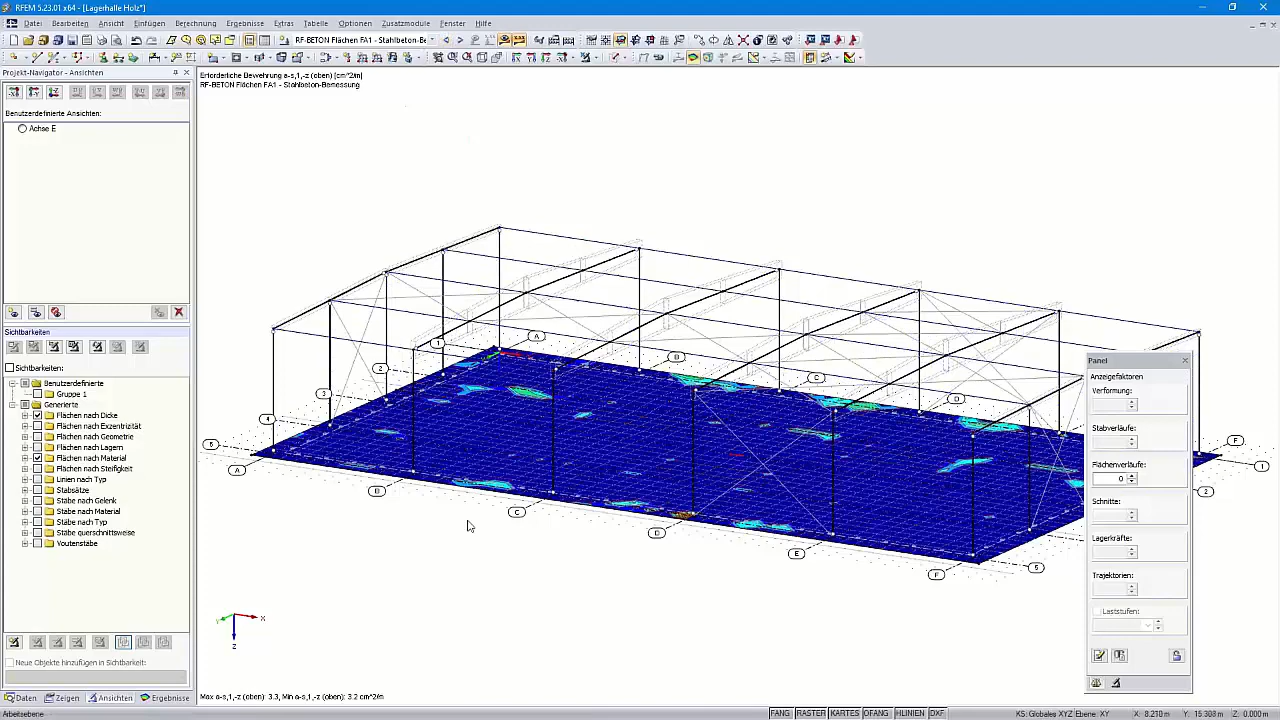 RFEM 5.23.01 x64 - [Lagerhalle Holz*]
Datei Bearbeiten Ansicht Einfügen Berechnung Ergebnisse Extras Tabelle Optionen Zusatzmodule Fenster Hilfe
RF-BETON Flächen FA1 - Stahlbeton-Be
Projekt-Navigator - Ansichten
Benutzerdefinierte Ansichten:
Achse E
Sichtbarkeiten
Sichtbarkeiten:
Benutzerdefinierte
Gruppe 1
Generierte
Flächen nach Dicke
Flächen nach Exzentrizität
Flächen nach Geometrie
Flächen nach Lagern
Flächen nach Material
Flächen nach Steifigkeit
Linien nach Typ
Stabsätze
Stäbe nach Gelenk
Stäbe nach Material
Stäbe nach Typ
Stäbe querschnittsweise
Voutenstäbe
Neue Objekte hinzufügen in Sichtbarkeit:
Daten Zeigen Ansichten Ergebnisse
Arbeitsebene
Erforderliche Bewehrung a-s,1,-z (oben) [cm^2/m]
RF-BETON Flächen FA1 - Stahlbeton-Bemessung
1 A
2 B
3 C
4 D
5 F
A 1
B 2
C
D
E
F 5
X
Y
Z
Max a-s,1,-z (oben): 3.3, Min a-s,1,-z (oben): 3.2 cm^2/m
Panel
Anzeigefaktoren
Verformung:
Stabverläufe:
Flächenverläufe:
0
Schnitte:
Lagerkräfte:
Trajektorien:
Laststufen:
FANG RASTER KARTES OFANG HLINIEN DXF
KS: Globales XYZ Ebene: XY X: 8.210 m Y: 15.308 m Z: 0.000 m